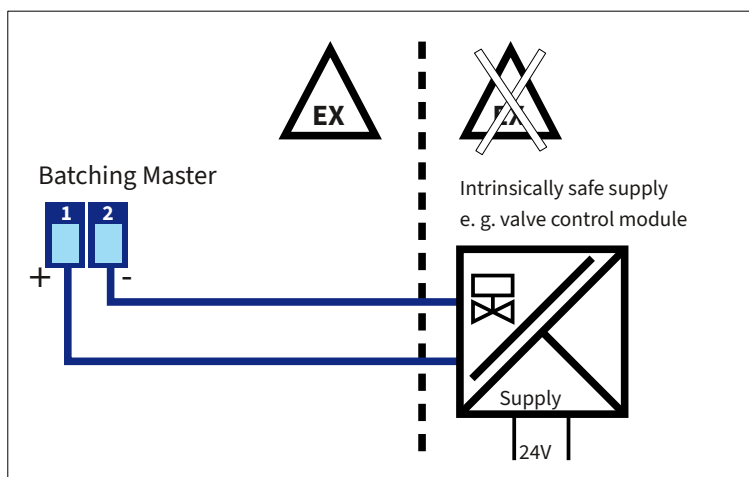 EX
EX
Batching Master
1 2
+ -
Intrinsically safe supply
e. g. valve control module
Supply
24V